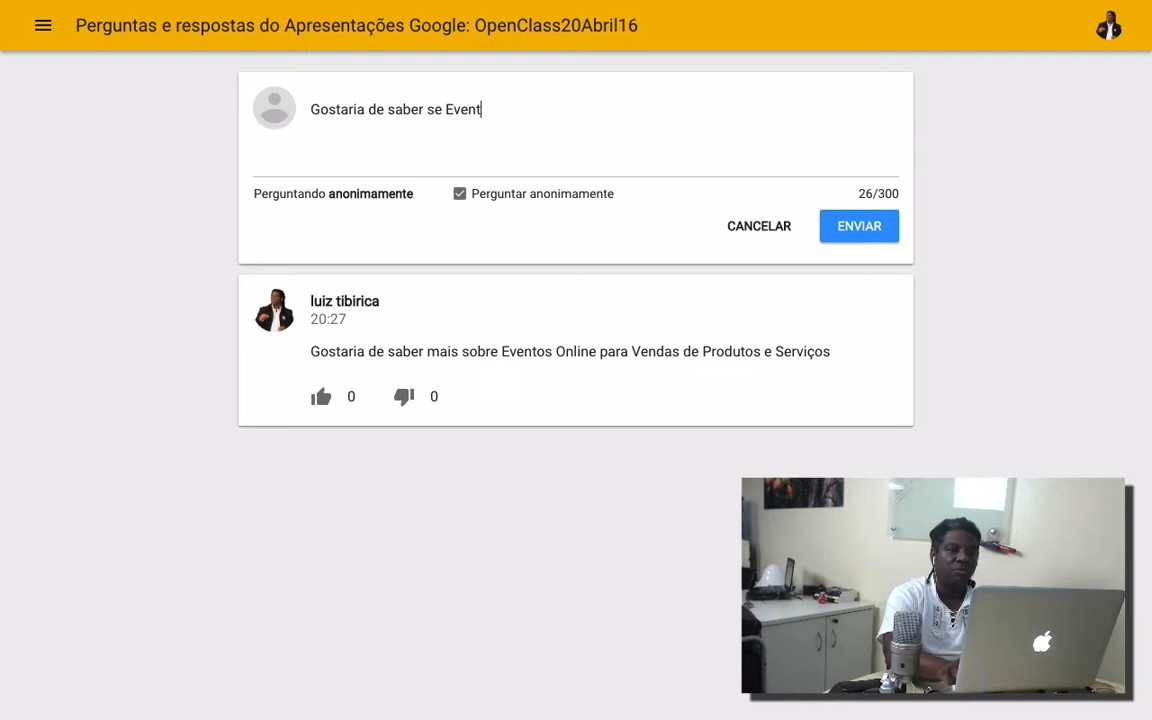 Perguntas e respostas do Apresentações Google: OpenClass20Abril16
Gostaria de saber se Event
Perguntando anonimamente
Perguntar anonimamente
26/300
CANCELAR
ENVIAR
luiz tibirica
20:27
Gostaria de saber mais sobre Eventos Online para Vendas de Produtos e Serviços
0
0